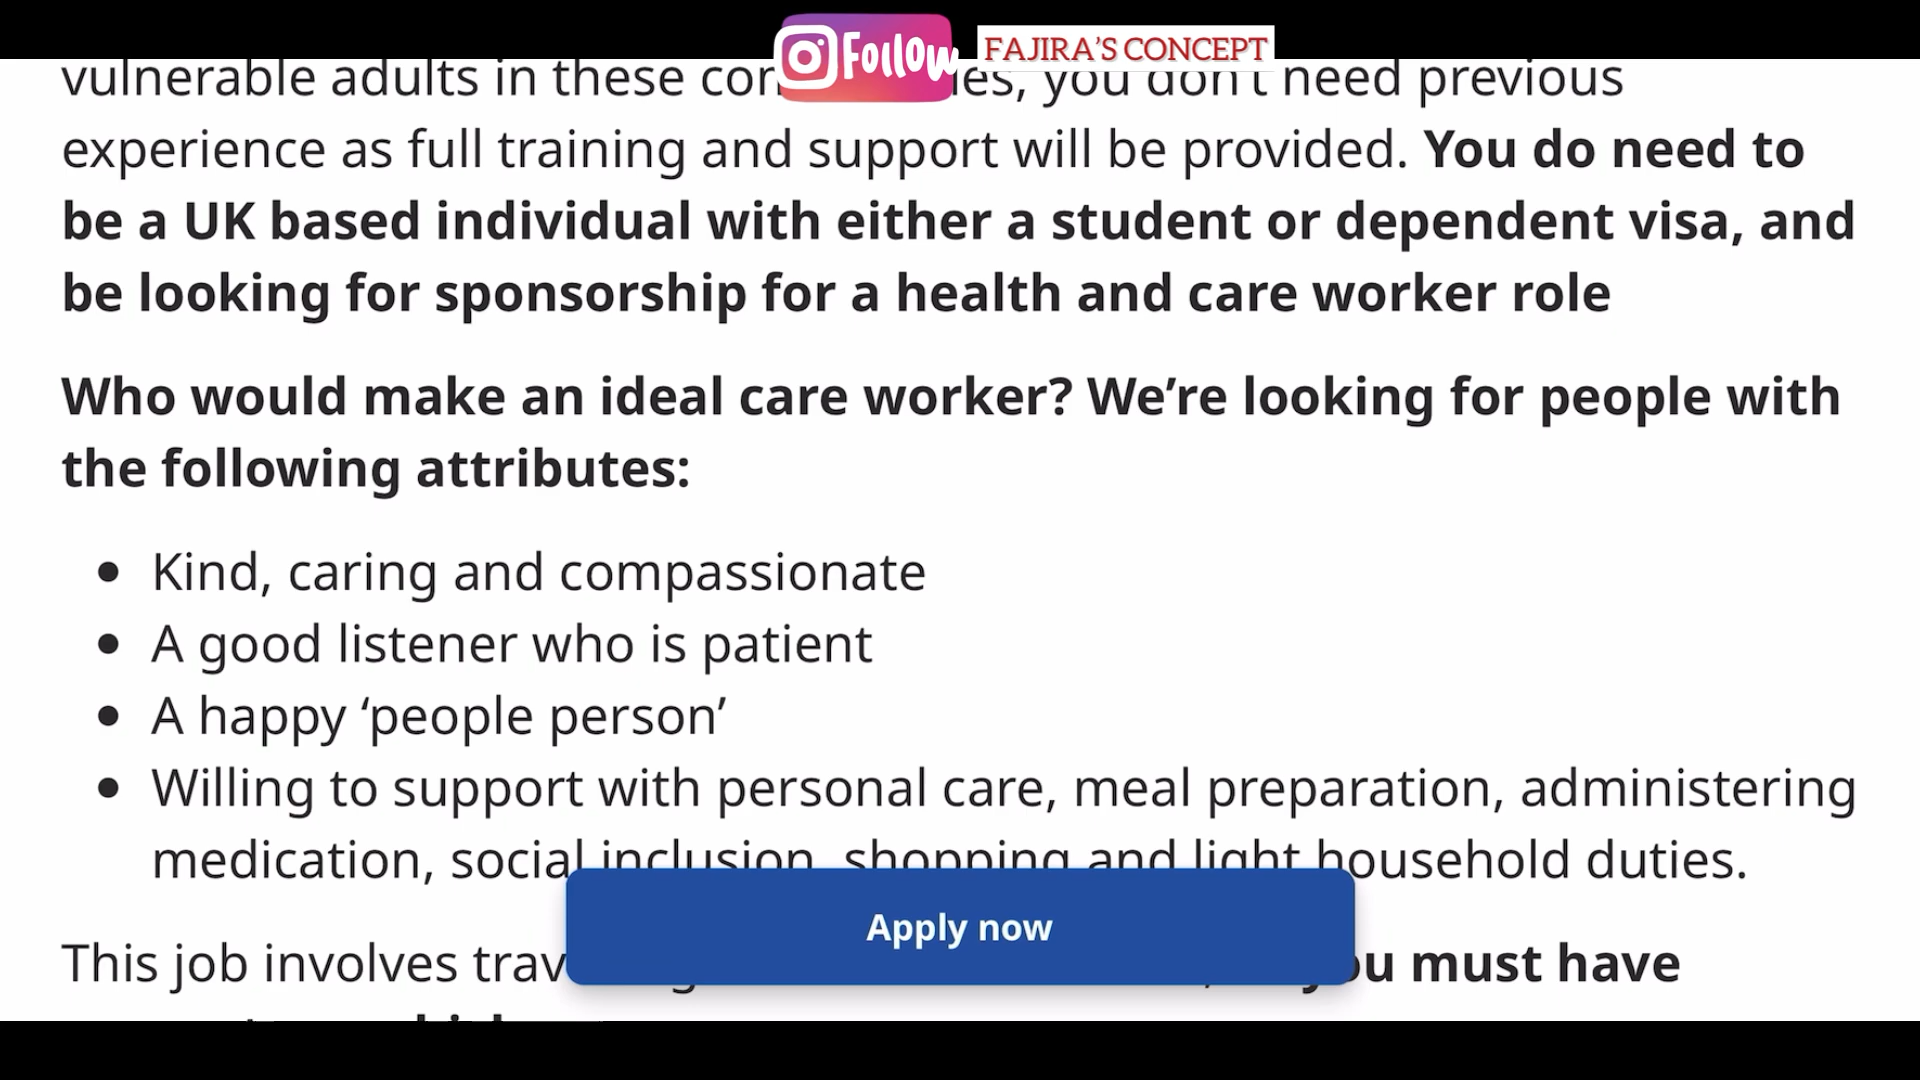 Follow
FAJIRA'S CONCEPT
vulnerable adults in these you don't need previous
experience as full training and support will be provided. You do need to
be a UK based individual with either a student or dependent visa, and
be looking for sponsorship for a health and care worker role
Who would make an ideal care worker? We're looking for people with
the following attributes:
• Kind, caring and compassionate
• A good listener who is patient
• A happy ‘people person’
• Willing to support with personal care, meal preparation, administering
medication, social inclusion, shopping and light household duties.
Apply now
This job involves must have